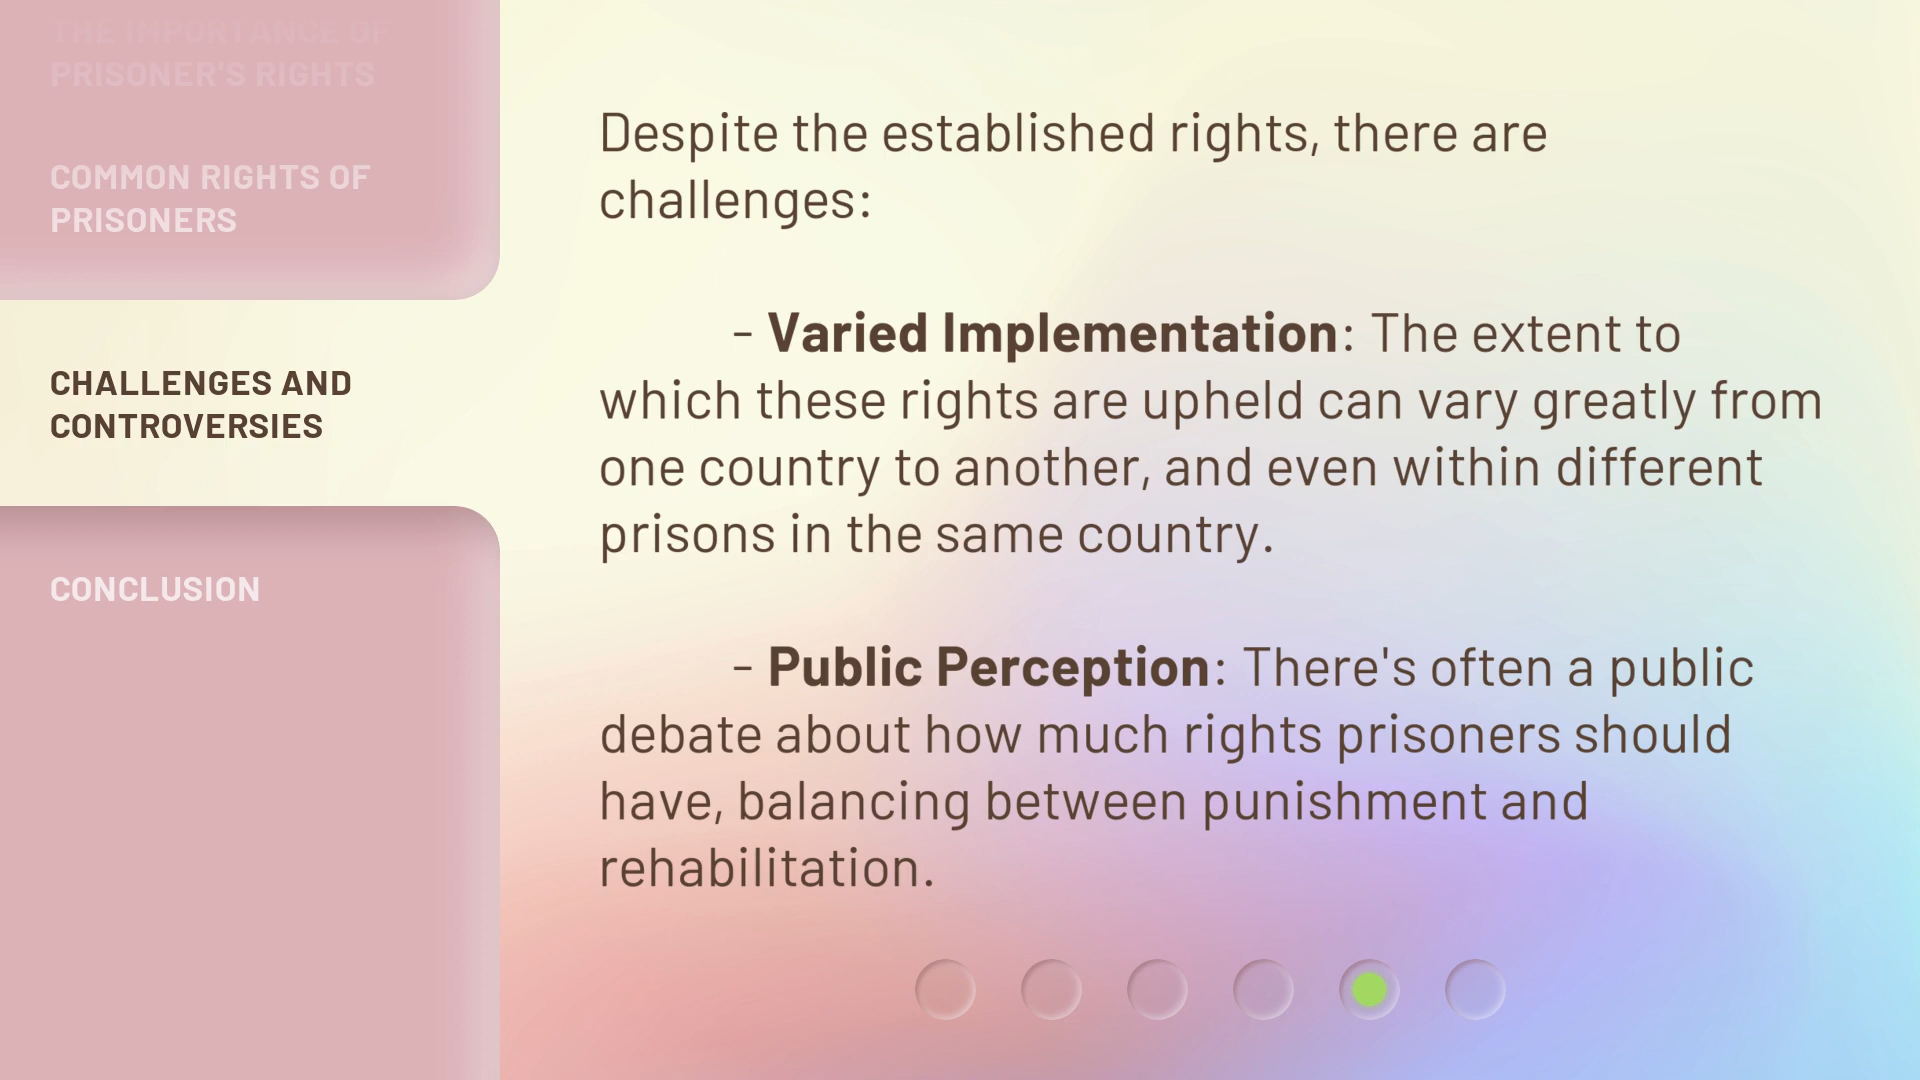 THE IMPORTANCE OF
PRISONER'S RIGHTS
COMMON RIGHTS OF
PRISONERS
CHALLENGES AND
CONTROVERSIES
CONCLUSION
Despite the established rights, there are
challenges:
- Varied Implementation: The extent to
which these rights are upheld can vary greatly from
one country to another, and even within different
prisons in the same country.
- Public Perception: There's often a public
debate about how much rights prisoners should
have, balancing between punishment and
rehabilitation.